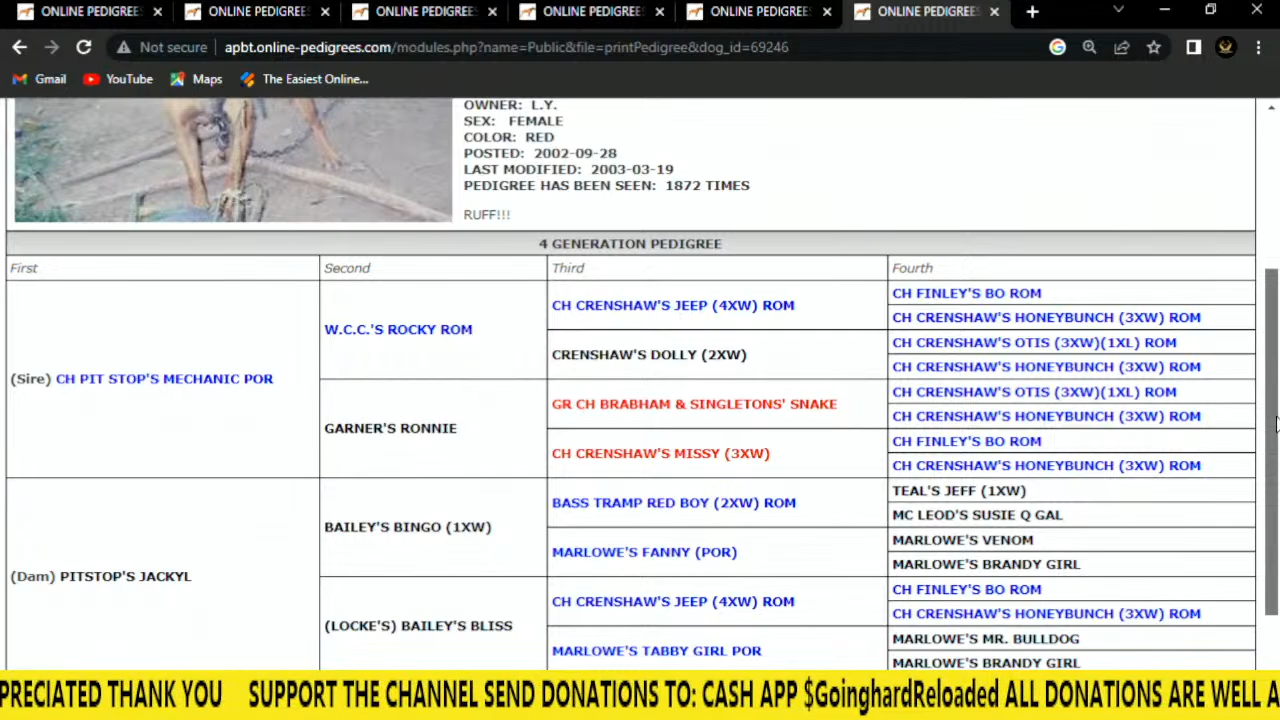 ONLINE PEDIGREES ONLINE PEDIGREES ONLINE PEDIGREES ONLINE PEDIGREES ONLINE PEDIGREES ONLINE PEDIGREES
Not secure apbt.online-pedigrees.com/modules.php?name=Public&file=printPedigree&dog_id=69246
Gmail YouTube Maps The Easiest Online...
OWNER: L.Y.
SEX: FEMALE
COLOR: RED
POSTED: 2002-09-28
LAST MODIFIED: 2003-03-19
PEDIGREE HAS BEEN SEEN: 1872 TIMES
RUFF!!!
4 GENERATION PEDIGREE
First Second Third Fourth
CH FINLEY'S BO ROM
CH CRENSHAW'S JEEP (4XW) ROM
CH CRENSHAW'S HONEYBUNCH (3XW) ROM
W.C.C.'S ROCKY ROM
CH CRENSHAW'S OTIS (3XW)(1XL) ROM
CRENSHAW'S DOLLY (2XW)
CH CRENSHAW'S HONEYBUNCH (3XW) ROM
(Sire) CH PIT STOP'S MECHANIC POR
CH CRENSHAW'S OTIS (3XW)(1XL) ROM
GR CH BRABHAM & SINGLETONS' SNAKE
CH CRENSHAW'S HONEYBUNCH (3XW) ROM
GARNER'S RONNIE
CH FINLEY'S BO ROM
CH CRENSHAW'S MISSY (3XW)
CH CRENSHAW'S HONEYBUNCH (3XW) ROM
TEAL'S JEFF (1XW)
BASS TRAMP RED BOY (2XW) ROM
MC LEOD'S SUSIE Q GAL
BAILEY'S BINGO (1XW)
MARLOWE'S VENOM
MARLOWE'S FANNY (POR)
MARLOWE'S BRANDY GIRL
(Dam) PITSTOP'S JACKYL
CH FINLEY'S BO ROM
CH CRENSHAW'S JEEP (4XW) ROM
CH CRENSHAW'S HONEYBUNCH (3XW) ROM
(LOCKE'S) BAILEY'S BLISS
MARLOWE'S MR. BULLDOG
MARLOWE'S TABBY GIRL POR
MARLOWE'S BRANDY GIRL
PRECIATED THANK YOU SUPPORT THE CHANNEL SEND DONATIONS TO: CASH APP $GoinghardReloaded ALL DONATIONS ARE WELL A